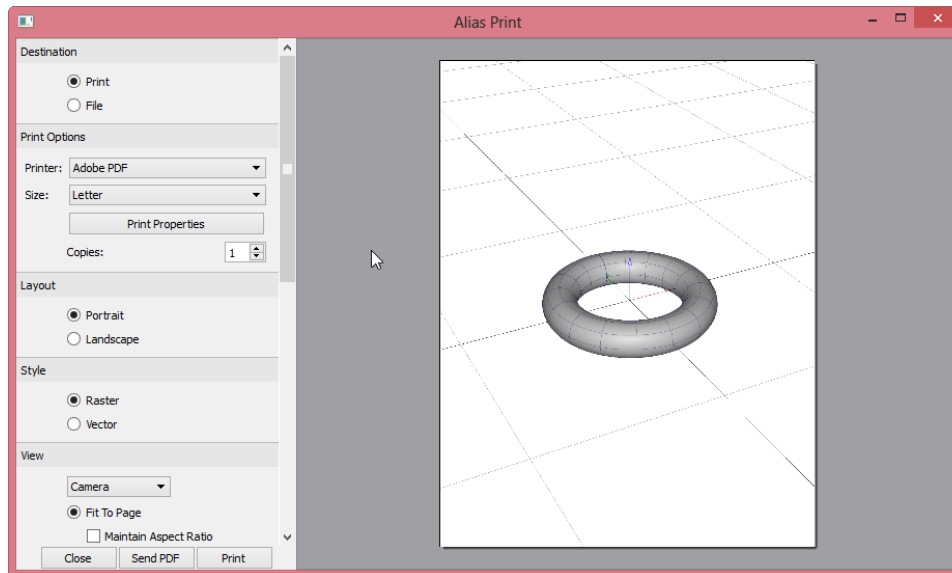 Alias Print
Destination
Print
File
Print Options
Printer: Adobe PDF
Size: Letter
Print Properties
Copies: 1
Layout
Portrait
Landscape
Style
Raster
Vector
View
Camera
Fit To Page
Maintain Aspect Ratio
Close Send PDF Print